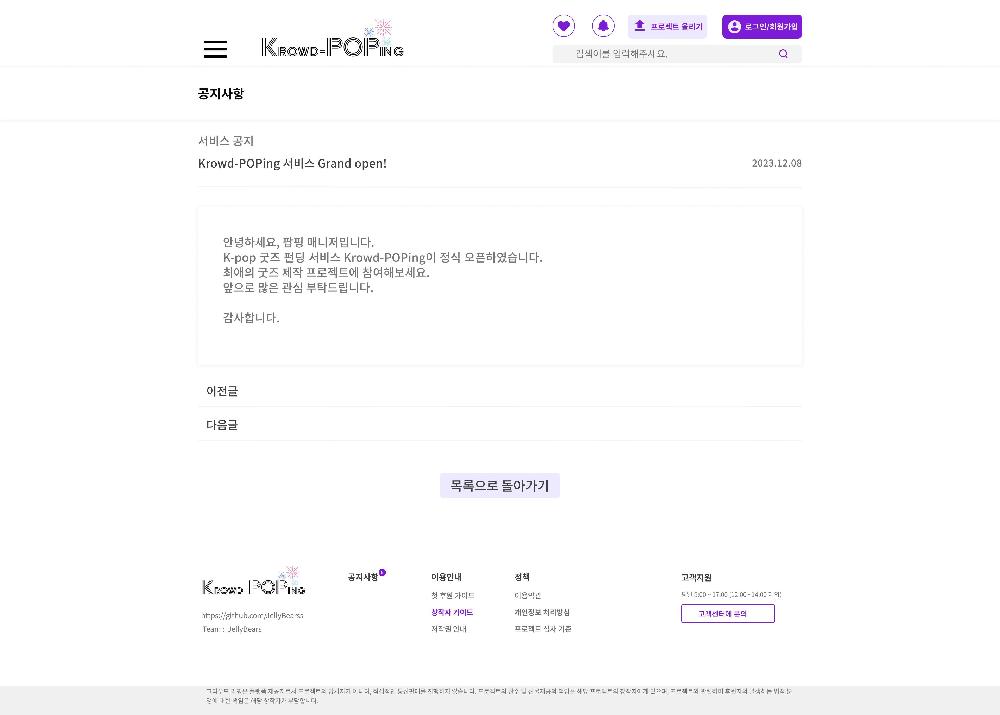 프로젝트 올리기
로그인/회원가입
KROWD-POPING
검색어를 입력해주세요.
공지사항
서비스 공지
Krowd-POPing 서비스 Grand open!
2023.12.08
안녕하세요, 팝핑 매니저입니다.
K-pop 굿즈 펀딩 서비스 Krowd-POPing이 정식 오픈하였습니다.
최애의 굿즈 제작 프로젝트에 참여해보세요.
앞으로 많은 관심 부탁드립니다.
감사합니다.
이전글
다음글
목록으로 돌아가기
KROWD-POPING
https://github.com/JellyBearss
Team : JellyBears
공지사항 N
이용안내
첫 후원 가이드
창작자 가이드
저작권 안내
정책
이용약관
개인정보 처리방침
프로젝트 심사 기준
고객지원
평일 9:00 ~ 17:00 (12:00 ~14:00 제외)
고객센터에 문의
크라우드 팝핑은 플랫폼 제공자로서 프로젝트의 당사자가 아니며, 직접적인 통신판매를 진행하지 않습니다. 프로젝트의 완수 및 선물제공의 책임은 해당 프로젝트의 창작자에게 있으며, 프로젝트와 관련하여 후원자와 발생하는 법적 분
쟁에 대한 책임은 해당 창작자가 부담합니다.